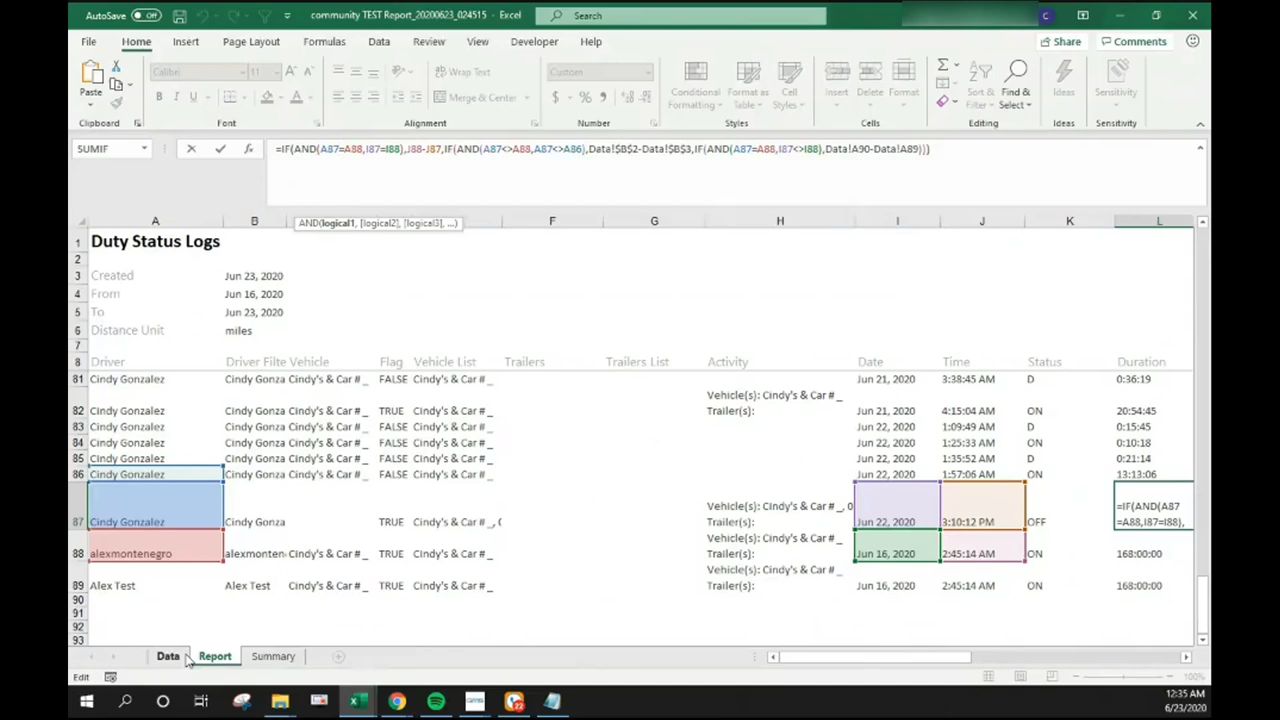 AutoSave Off community TEST Report_20200623_024515 - Excel Search C
File Home Insert Page Layout Formulas Data Review View Developer Help Share Comments
Calibri 11 Wrap Text Custom
Paste B I U Merge & Center $ % Conditional Formatting Format as Table Cell Styles Insert Delete Format Sort & Filter Find & Select Ideas Sensitivity
Clipboard Font Alignment Number Styles Cells Editing Ideas Sensitivity
SUMIF fx =IF(AND(A87=A88,I87=I88),J88-J87,IF(AND(A87<>A88,A87<>A86),Data!$B$2-Data!$B$3,IF(AND(A87=A88,I87<>I88),Data!A90-Data!A89)))
A B F G H I J K L
AND(logical1, [logical2], [logical3], ...)
1 Duty Status Logs
2
3 Created Jun 23, 2020
4 From Jun 16, 2020
5 To Jun 23, 2020
6 Distance Unit miles
7
8 Driver Driver Filte Vehicle Flag Vehicle List Trailers Trailers List Activity Date Time Status Duration
81 Cindy Gonzalez Cindy Gonza Cindy's & Car # _ FALSE Cindy's & Car # _ Jun 21, 2020 3:38:45 AM D 0:36:19
Vehicle(s): Cindy's & Car # _
82 Cindy Gonzalez Cindy Gonza Cindy's & Car # _ TRUE Cindy's & Car # _ Trailer(s): Jun 21, 2020 4:15:04 AM ON 20:54:45
83 Cindy Gonzalez Cindy Gonza Cindy's & Car # _ FALSE Cindy's & Car # _ Jun 22, 2020 1:09:49 AM D 0:15:45
84 Cindy Gonzalez Cindy Gonza Cindy's & Car # _ FALSE Cindy's & Car # _ Jun 22, 2020 1:25:33 AM ON 0:10:18
85 Cindy Gonzalez Cindy Gonza Cindy's & Car # _ FALSE Cindy's & Car # _ Jun 22, 2020 1:35:52 AM D 0:21:14
86 Cindy Gonzalez Cindy Gonza Cindy's & Car # _ FALSE Cindy's & Car # _ Jun 22, 2020 1:57:06 AM ON 13:13:06
Vehicle(s): Cindy's & Car # _, 0 =IF(AND(A87
87 Cindy Gonzalez Cindy Gonza TRUE Cindy's & Car # _, ( Trailer(s): Jun 22, 2020 3:10:12 PM OFF =A88,I87=I88),
Vehicle(s): Cindy's & Car # _
88 alexmontenegro alexmonten Cindy's & Car # _ TRUE Cindy's & Car # _ Trailer(s): Jun 16, 2020 2:45:14 AM ON 168:00:00
Vehicle(s): Cindy's & Car # _
89 Alex Test Alex Test Cindy's & Car # _ TRUE Cindy's & Car # _ Trailer(s): Jun 16, 2020 2:45:14 AM ON 168:00:00
90
91
92
93
Data Report Summary
Edit 100%
12:35 AM
6/23/2020